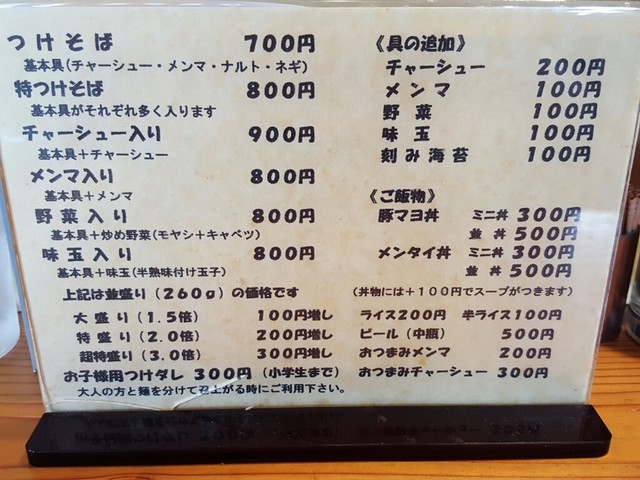 つけそば 700円
基本具(チャーシュー・メンマ・ナルト・ネギ)
特つけそば 800円
基本具がそれぞれ多く入ります
チャーシュー入り 900円
基本具+チャーシュー
メンマ入り 800円
基本具+メンマ
野菜入り 800円
基本具+炒め野菜(モヤシ+キャベツ)
味玉入り 800円
基本具+味玉(半熟味付け玉子)
上記は並盛り(260g)の価格です
大盛り(1.5倍) 100円増し
特盛り(2.0倍) 200円増し
超特盛り(3.0倍) 300円増し
お子様用つけダレ 300円(小学生まで)
大人の方と麺を分けて召上がる時にご利用下さい。
《具の追加》
チャーシュー 200円
メンマ 100円
野菜 100円
味玉 100円
刻み海苔 100円
《ご飯物》
豚マヨ丼 ミニ丼 300円
並丼 500円
メンタイ丼 ミニ丼 300円
並丼 500円
(丼物には+100円でスープがつきます)
ライス200円 半ライス100円
ビール(中瓶) 500円
おつまみメンマ 200円
おつまみチャーシュー 300円